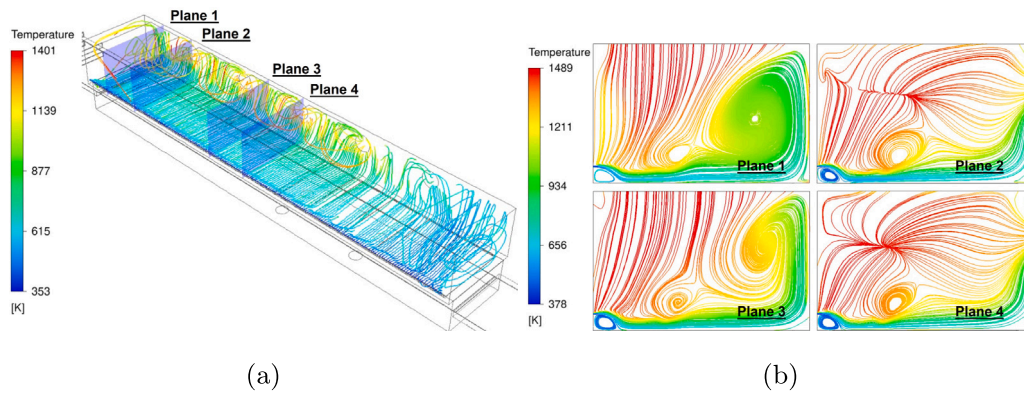 Plane 1
Plane 2
Plane 3
Plane 4
Temperature
1401
1139
877
615
353
[K]
(a)
Temperature
1489
1211
934
656
378
[K]
Plane 1
Plane 2
Plane 3
Plane 4
(b)